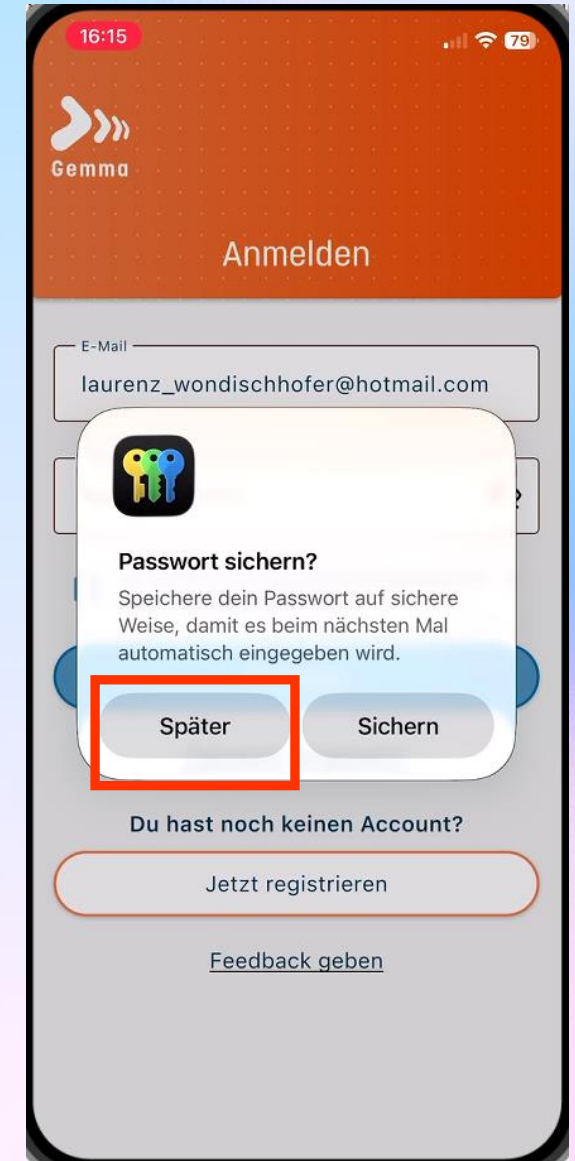 16:15
79
Gemma
Anmelden
E-Mail
laurenz_wondischhofer@hotmail.com
Passwort sichern?
Speichere dein Passwort auf sichere
Weise, damit es beim nächsten Mal
automatisch eingegeben wird.
Später Sichern
Du hast noch keinen Account?
Jetzt registrieren
Feedback geben